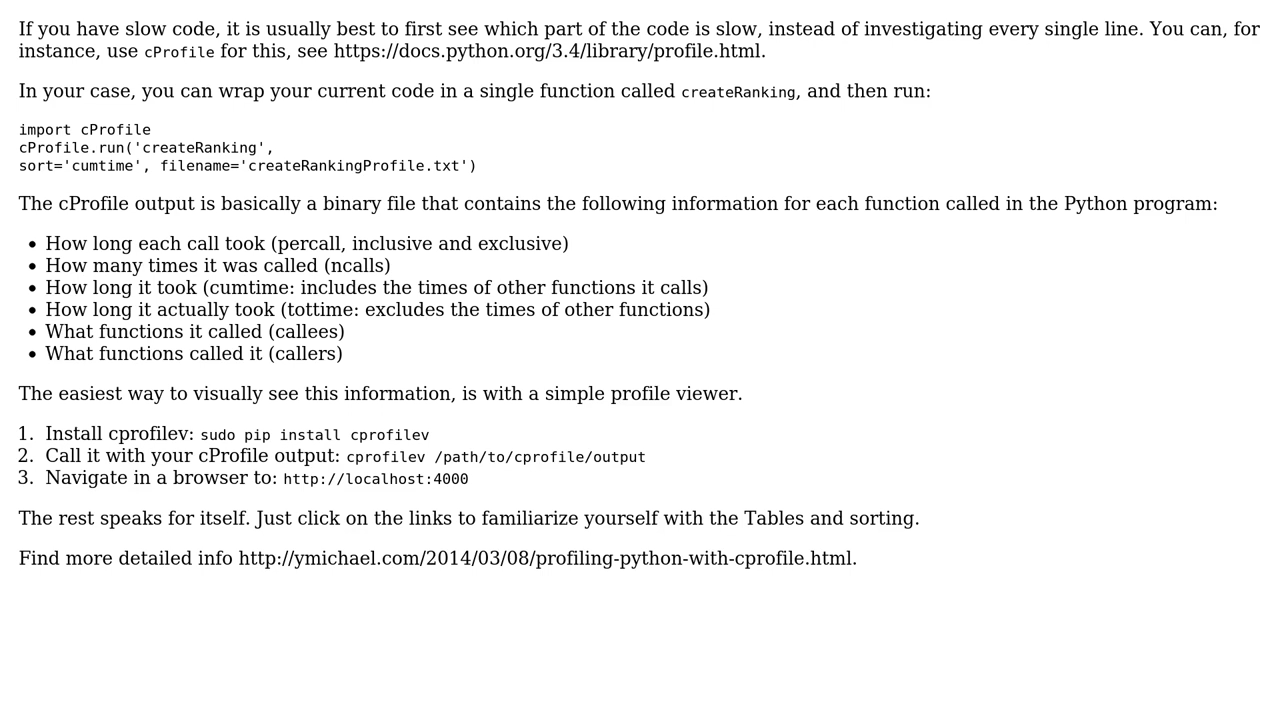 If you have slow code, it is usually best to first see which part of the code is slow, instead of investigating every single line. You can, for
instance, use cProfile for this, see https://docs.python.org/3.4/library/profile.html.
In your case, you can wrap your current code in a single function called createRanking, and then run:
import cProfile
cProfile.run('createRanking',
sort='cumtime', filename='createRankingProfile.txt')
The cProfile output is basically a binary file that contains the following information for each function called in the Python program:
• How long each call took (percall, inclusive and exclusive)
• How many times it was called (ncalls)
• How long it took (cumtime: includes the times of other functions it calls)
• How long it actually took (tottime: excludes the times of other functions)
• What functions it called (callees)
• What functions called it (callers)
The easiest way to visually see this information, is with a simple profile viewer.
1. Install cprofilev: sudo pip install cprofilev
2. Call it with your cProfile output: cprofilev /path/to/cprofile/output
3. Navigate in a browser to: http://localhost:4000
The rest speaks for itself. Just click on the links to familiarize yourself with the Tables and sorting.
Find more detailed info http://ymichael.com/2014/03/08/profiling-python-with-cprofile.html.